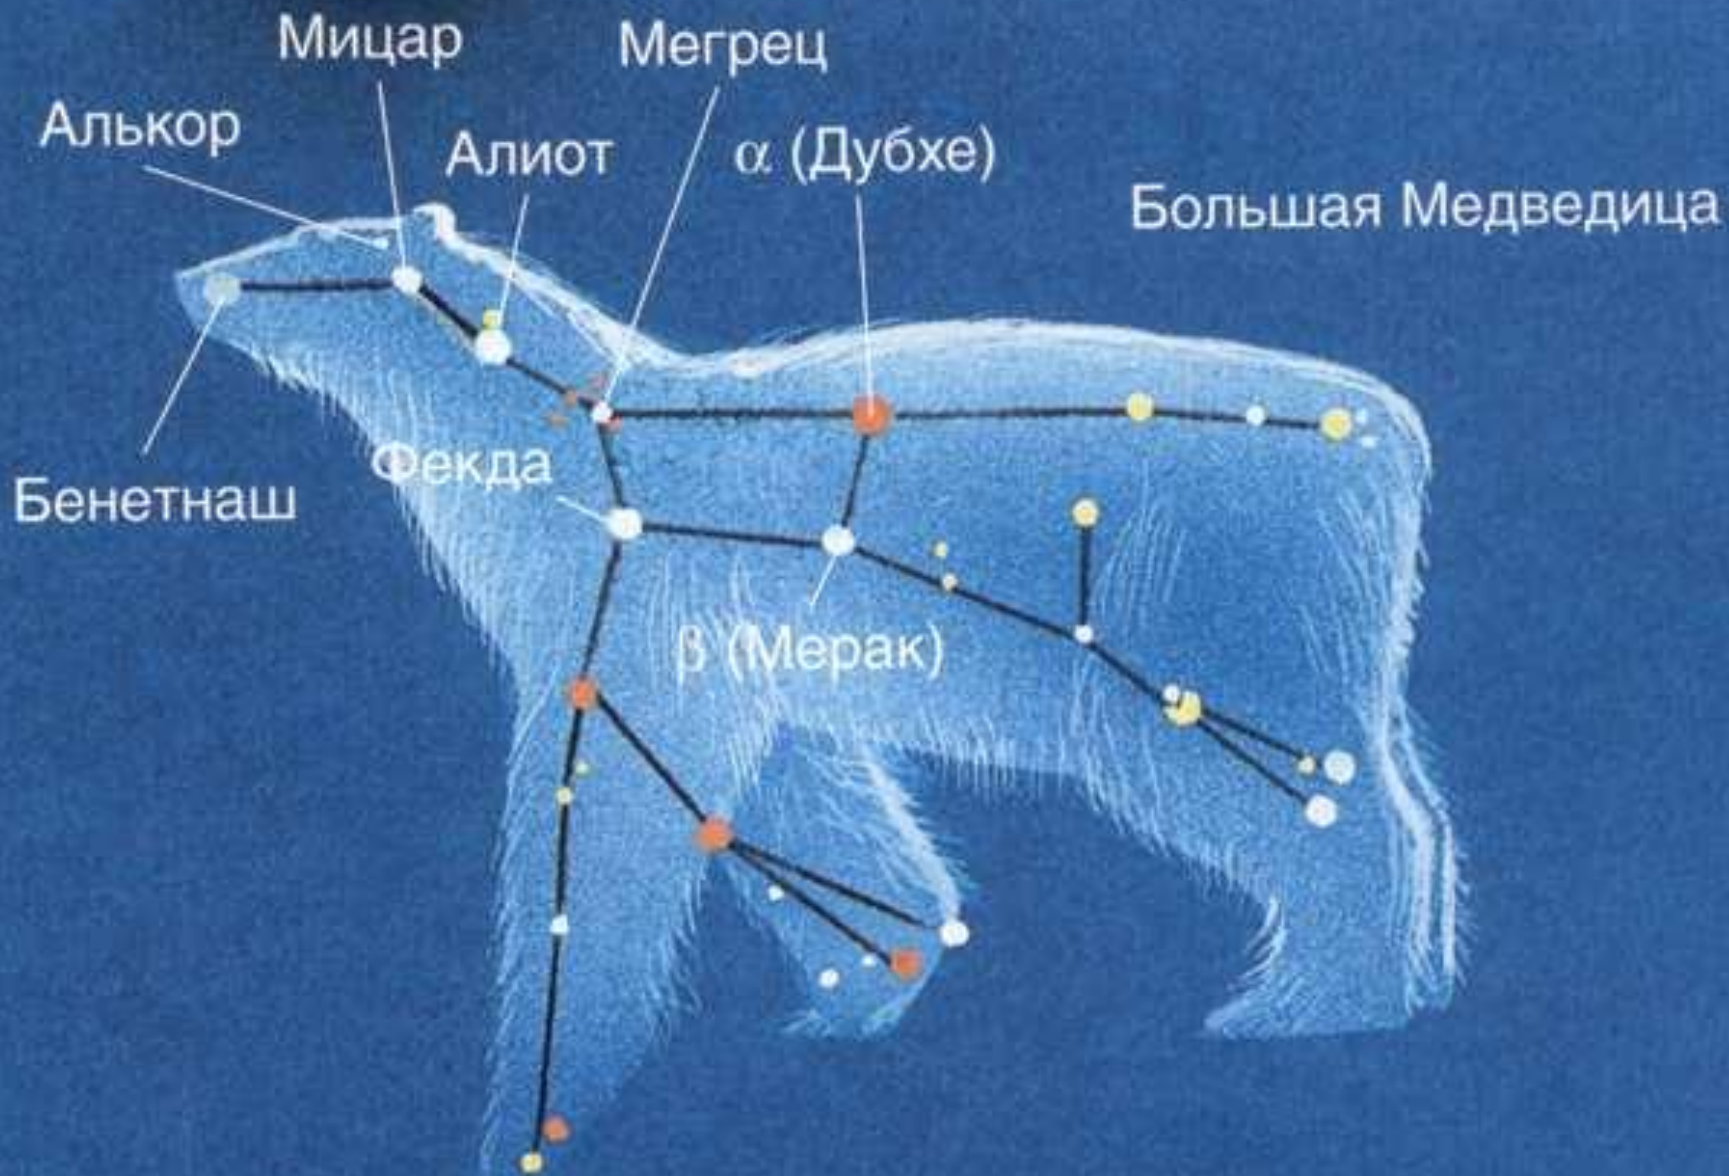 Мицар
Мегрец
Алькор
Алиот
α (Дубхе)
Большая Медведица
Фекда
Бенетнаш
β (Мерак)